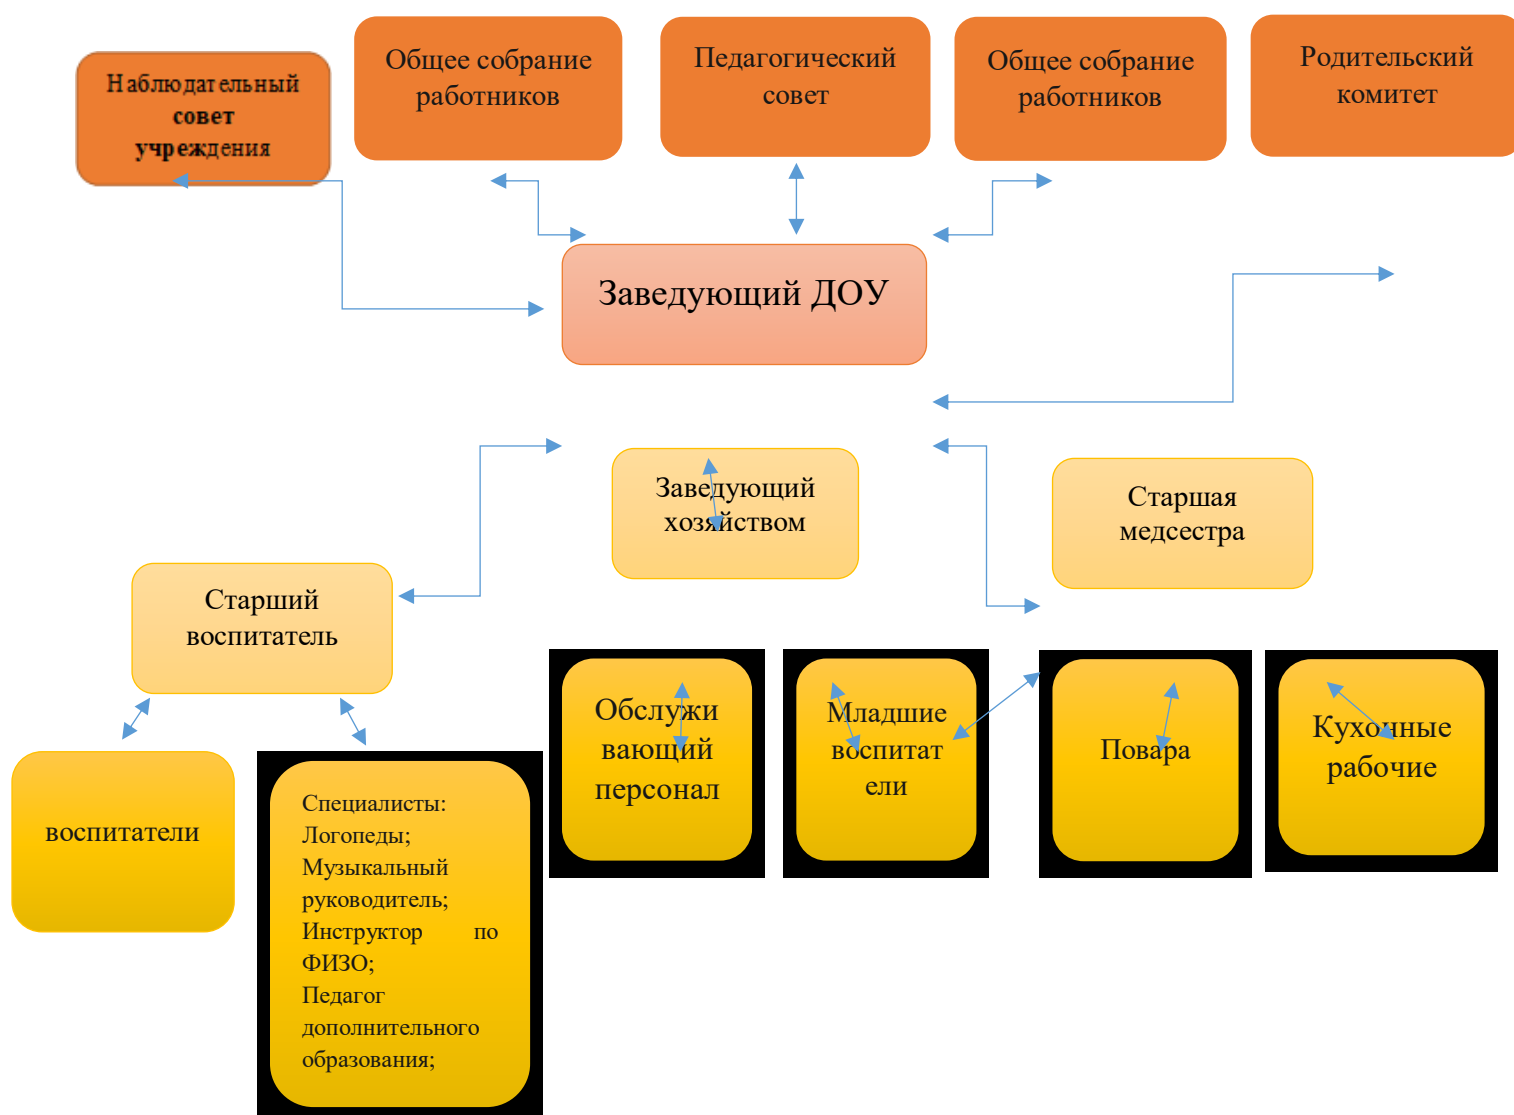 Наблюдательный
совет
учреждения
Общее собрание
работников
Педагогический
совет
Общее собрание
работников
Родительский
комитет
Заведующий ДОУ
Заведующий
хозяйством
Старшая
медсестра
Старший
воспитатель
воспитатели
Специалисты:
Логопеды;
Музыкальный
руководитель;
Инструктор по
ФИЗО;
Педагог
дополнительного
образования;
Обслужи
вающий
персонал
Младшие
воспитат
ели
Повара
Кухонные
рабочие